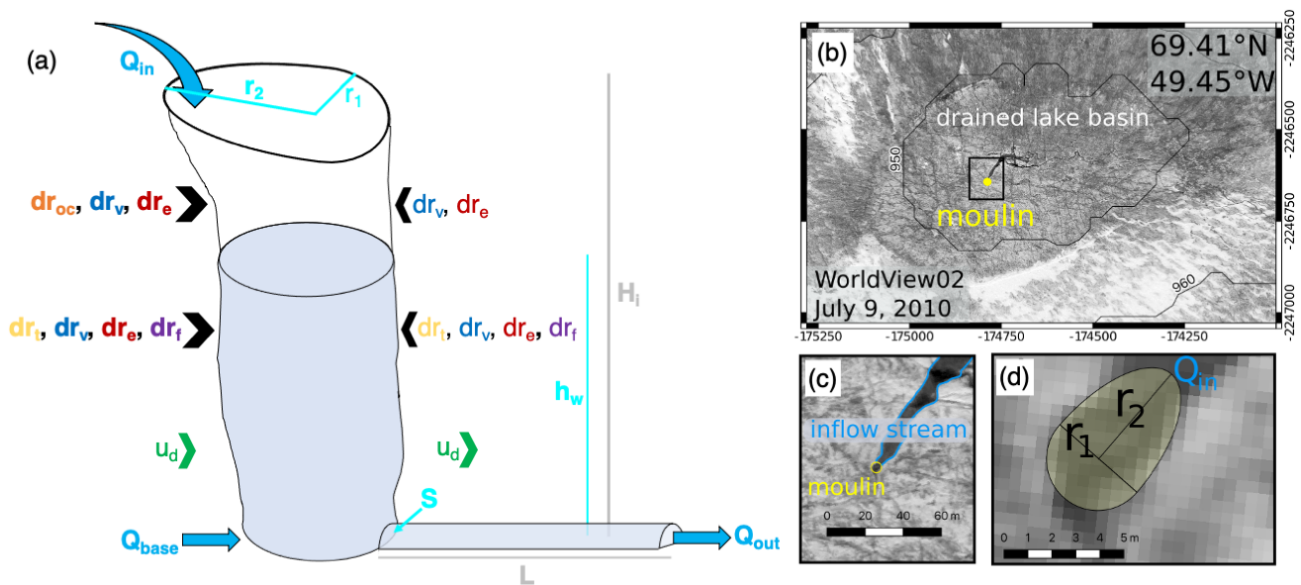 (a)
Q_in
r_2
r_1
dr_oc, dr_v, dr_e
dr_v, dr_e
H_i
dr_t, dr_v, dr_e, dr_f
dr_t, dr_v, dr_e, dr_f
h_w
u_d
u_d
S
Q_base
Q_out
L
(b)
69.41°N
49.45°W
drained lake basin
950
moulin
960
WorldView02
July 9, 2010
-2246250
-2246500
-2246750
-2247000
-175250 -175000 -174750 -174500 -174250
(c)
inflow stream
moulin
0 20 40 60 m
(d)
Q_in
r_2
r_1
0 1 2 3 4 5 m